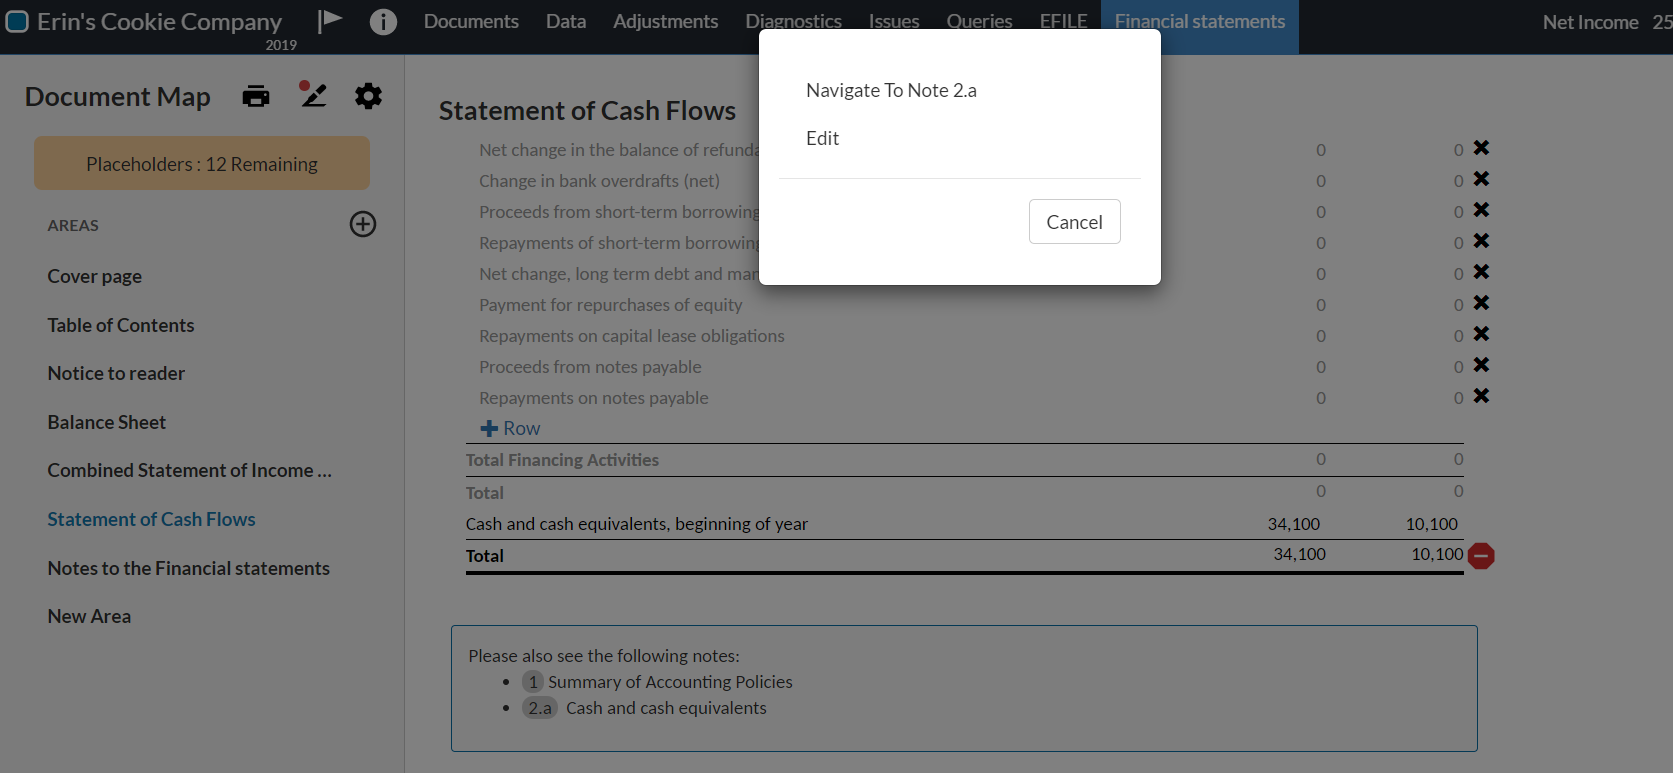 Erin's Cookie Company
2019
Documents Data Adjustments Diagnostics Issues Queries EFILE Financial statements
Net Income 25
Document Map
Placeholders : 12 Remaining
AREAS
Cover page
Table of Contents
Notice to reader
Balance Sheet
Combined Statement of Income ...
Statement of Cash Flows
Notes to the Financial statements
New Area
Navigate To Note 2.a
Edit
Cancel
Statement of Cash Flows
Net change in the balance of 0 0
Change in bank overdrafts (net) 0 0
Proceeds from short-term borrowing 0 0
Repayments of short-term 0 0
Net change, long term debt and 0 0
Payment for repurchases of equity 0 0
Repayments on capital lease obligations 0 0
Proceeds from notes payable 0 0
Repayments on notes payable 0 0
Row
Total Financing Activities 0 0
Total 0 0
Cash and cash equivalents, beginning of year 34,100 10,100
Total 34,100 10,100
Please also see the following notes:
• 1 Summary of Accounting Policies
• 2.a Cash and cash equivalents